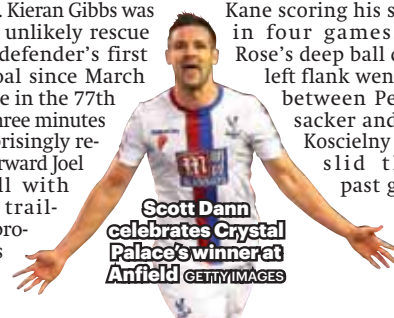 . Kieran Gibbs was
unlikely rescue
defender's first
oal since March
e in the 77th
hree minutes
prisingly re-
rward Joel
ll with
trail-
pro-
s
Kane scoring his s
in four games
Rose's deep ball
left flank wen
between Pe
sacker and
Koscielny
slid th
past g
M
Scott Dann
celebrates Crystal
Palace's winner at
Anfield GETTY IMAGES